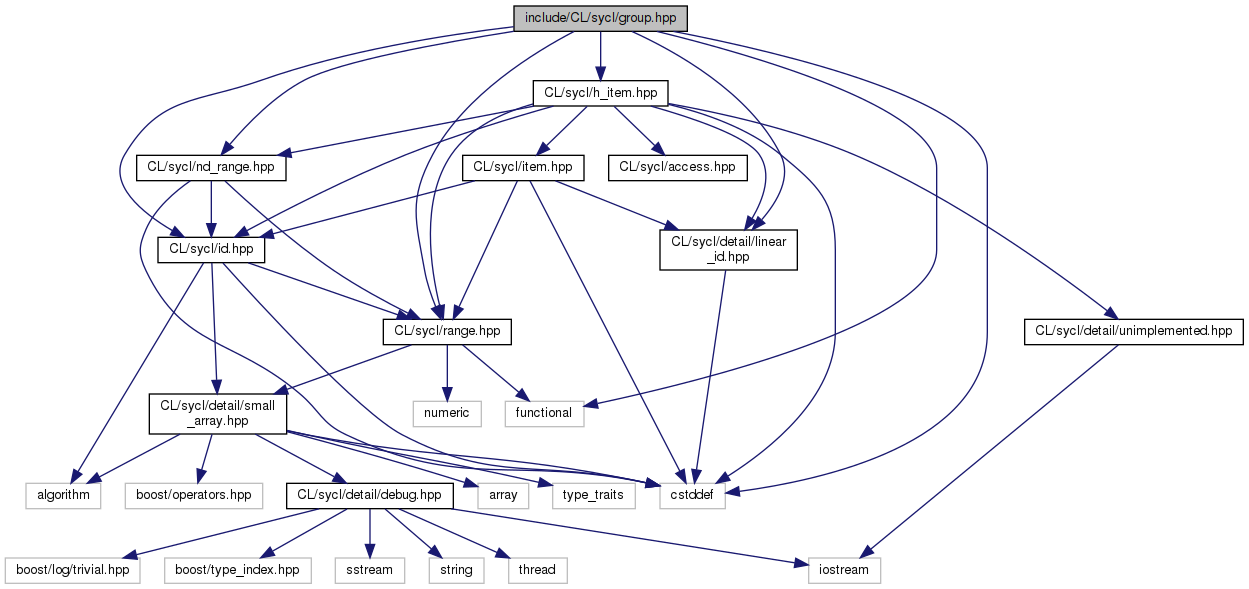 include/CL/sycl/group.hpp
CL/sycl/h_item.hpp
CL/sycl/nd_range.hpp
CL/sycl/item.hpp
CL/sycl/access.hpp
CL/sycl/id.hpp
CL/sycl/detail/linear
_id.hpp
CL/sycl/range.hpp
CL/sycl/detail/unimplemented.hpp
CL/sycl/detail/small
_array.hpp
numeric
functional
algorithm
boost/operators.hpp
CL/sycl/detail/debug.hpp
array
type_traits
cstddef
boost/log/trivial.hpp
boost/type_index.hpp
sstream
string
thread
iostream